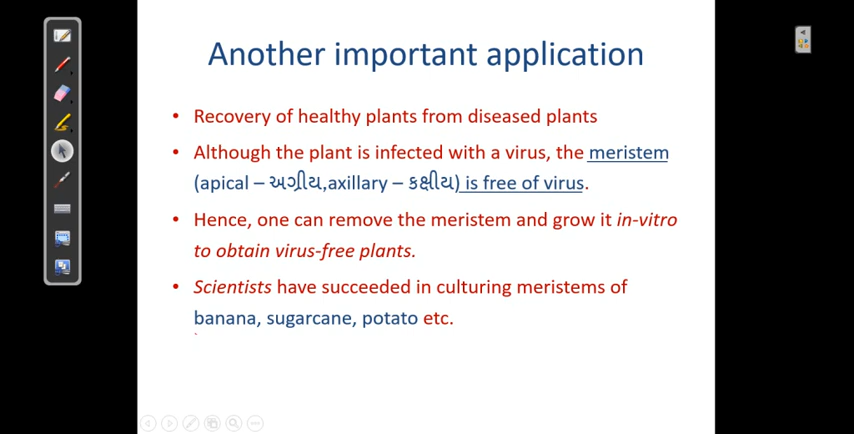 Another important application
• Recovery of healthy plants from diseased plants
• Although the plant is infected with a virus, the meristem
(apical – અગ્રીય,axillary – કક્ષીય) is free of virus.
• Hence, one can remove the meristem and grow it in-vitro
to obtain virus-free plants.
• Scientists have succeeded in culturing meristems of
banana, sugarcane, potato etc.